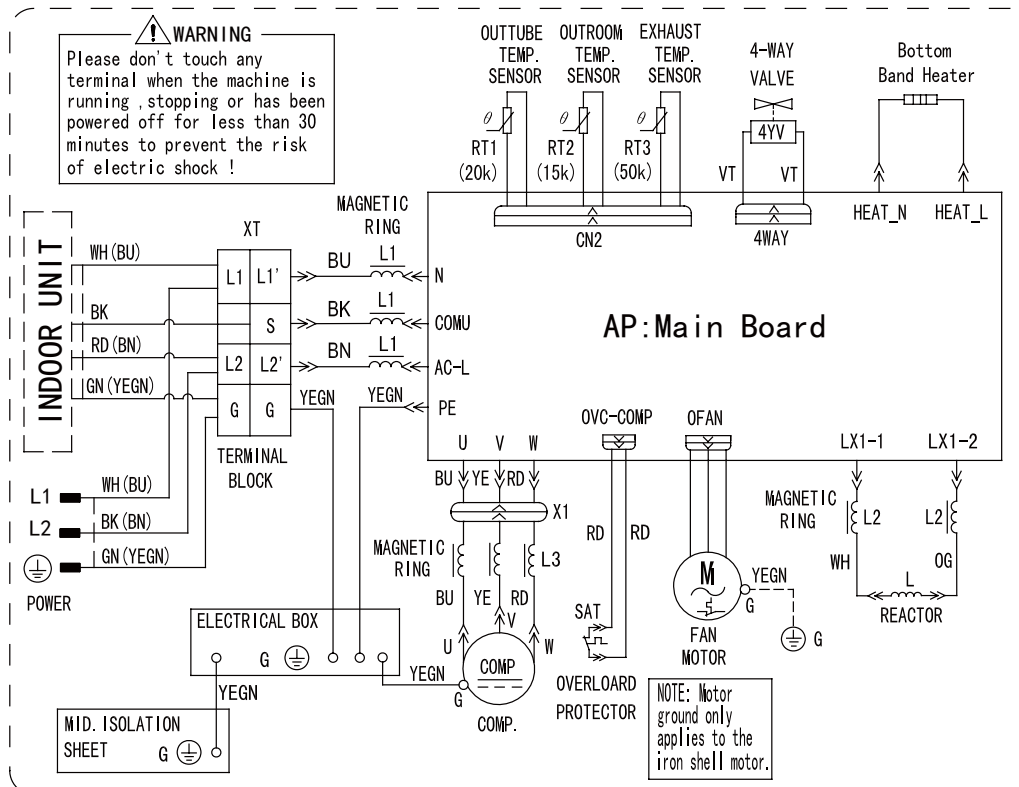 WARNING
Please don't touch any
terminal when the machine is
running ,stopping or has been
powered off for less than 30
minutes to prevent the risk
of electric shock !
OUTTUBE
TEMP.
SENSOR
OUTROOM
TEMP.
SENSOR
EXHAUST
TEMP.
SENSOR
4-WAY
VALVE
Bottom
Band Heater
θ
RT1
(20k)
θ
RT2
(15k)
θ
RT3
(50k)
4YV
VT
VT
CN2
4WAY
HEAT_N
HEAT_L
INDOOR UNIT
WH(BU)
BK
RD(BN)
GN(YEGN)
XT
L1
L1'
S
L2
L2'
G
G
TERMINAL
BLOCK
MAGNETIC
RING
BU
L1
N
BK
L1
COMU
BN
L1
AC-L
YEGN
YEGN
PE
AP:Main Board
U
V
W
OVC-COMP
OFAN
LX1-1
LX1-2
L1
WH(BU)
L2
BK(BN)
GN(YEGN)
POWER
BU
YE
RD
X1
MAGNETIC
RING
L3
BU
YE
RD
U
V
W
COMP
COMP.
YEGN
G
RD
RD
SAT
OVERLOARD
PROTECTOR
M
FAN
MOTOR
G
YEGN
G
MAGNETIC
RING
L2
L2
WH
OG
L
REACTOR
ELECTRICAL BOX
G
YEGN
MID. ISOLATION
SHEET
G
NOTE: Motor
ground only
applies to the
iron shell motor.